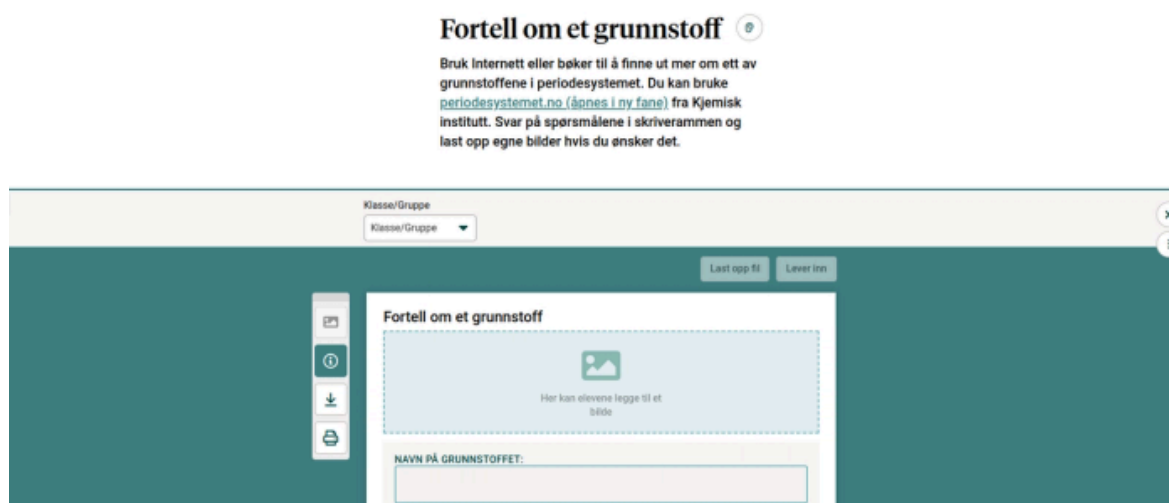 Fortell om et grunnstoff
Bruk Internett eller bøker til å finne ut mer om ett av
grunnstoffene i periodesystemet. Du kan bruke
periodesystemet.no (åpnes i ny fane) fra Kjemisk
institutt. Svar på spørsmålene i skriverammen og
last opp egne bilder hvis du ønsker det.
Klasse/Gruppe
Klasse/Gruppe
Last opp fil Lever inn
Fortell om et grunnstoff
Her kan elevene legge til et
bilde
NAVN PÅ GRUNNSTOFFET: